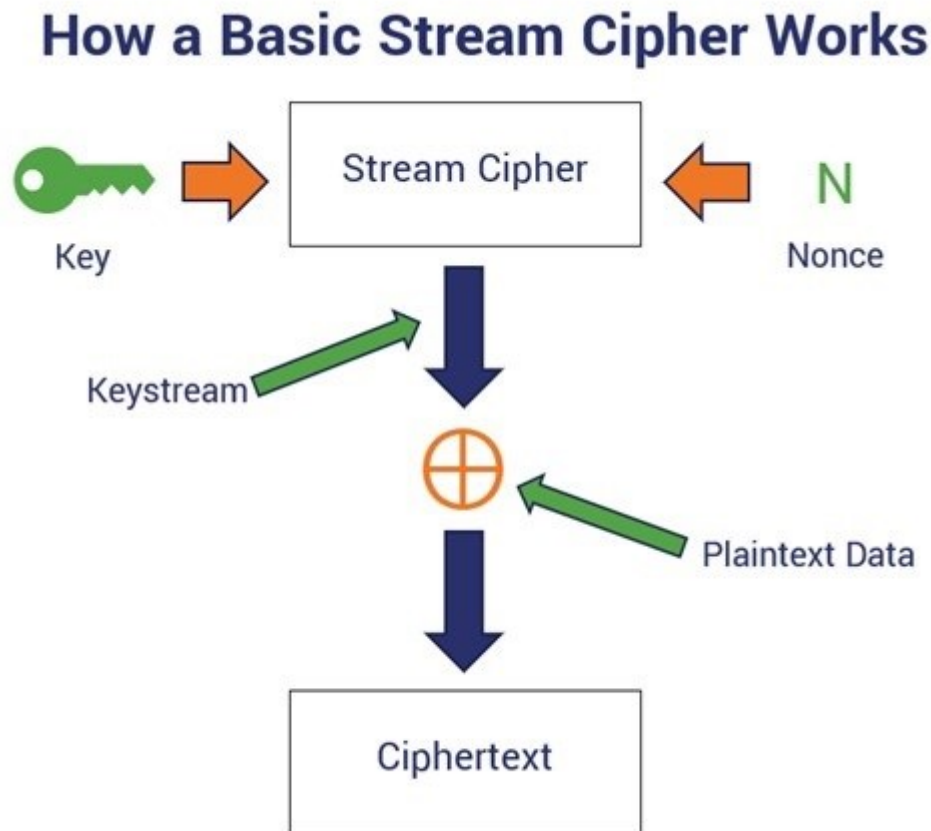 How a Basic Stream Cipher Works
Stream Cipher
N
Key
Nonce
Keystream
Plaintext Data
Ciphertext